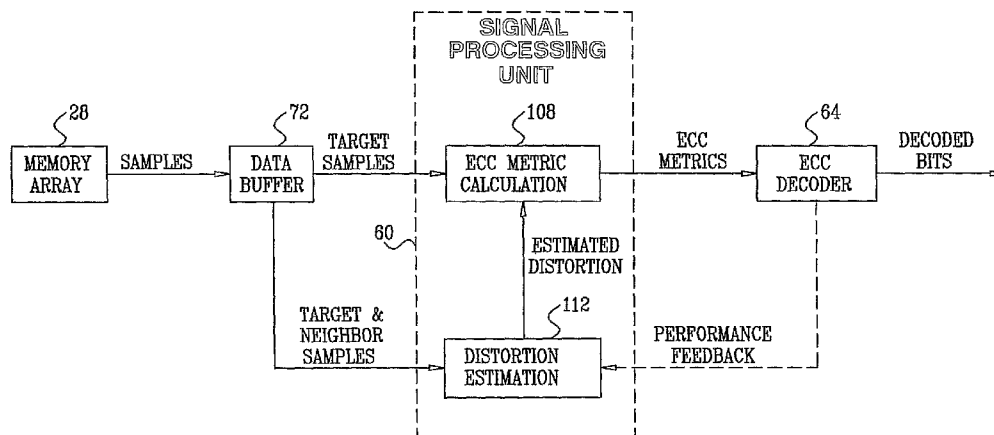 SIGNAL
PROCESSING
UNIT
28
72
108
64
MEMORY
ARRAY
SAMPLES
DATA
BUFFER
TARGET
SAMPLES
ECC METRIC
CALCULATION
ECC
METRICS
ECC
DECODER
DECODED
BITS
60
ESTIMATED
DISTORTION
112
TARGET &
NEIGHBOR
SAMPLES
DISTORTION
ESTIMATION
PERFORMANCE
FEEDBACK